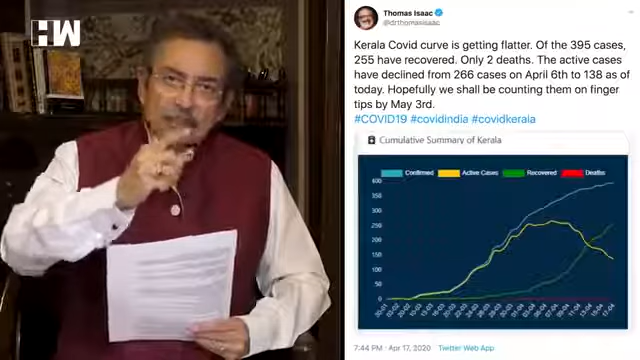 HW
Thomas Isaac
@drthomasisaac
Kerala Covid curve is getting flatter. Of the 395 cases,
255 have recovered. Only 2 deaths. The active cases
have declined from 266 cases on April 6th to 138 as of
today. Hopefully we shall be counting them on finger
tips by May 3rd.
#COVID19 #covidindia #covidkerala
Cumulative Summary of Kerala
Confirmed Active Cases Recovered Deaths
400
350
300
250
200
150
100
50
0
7:44 PM · Apr 17, 2020 Twitter Web App